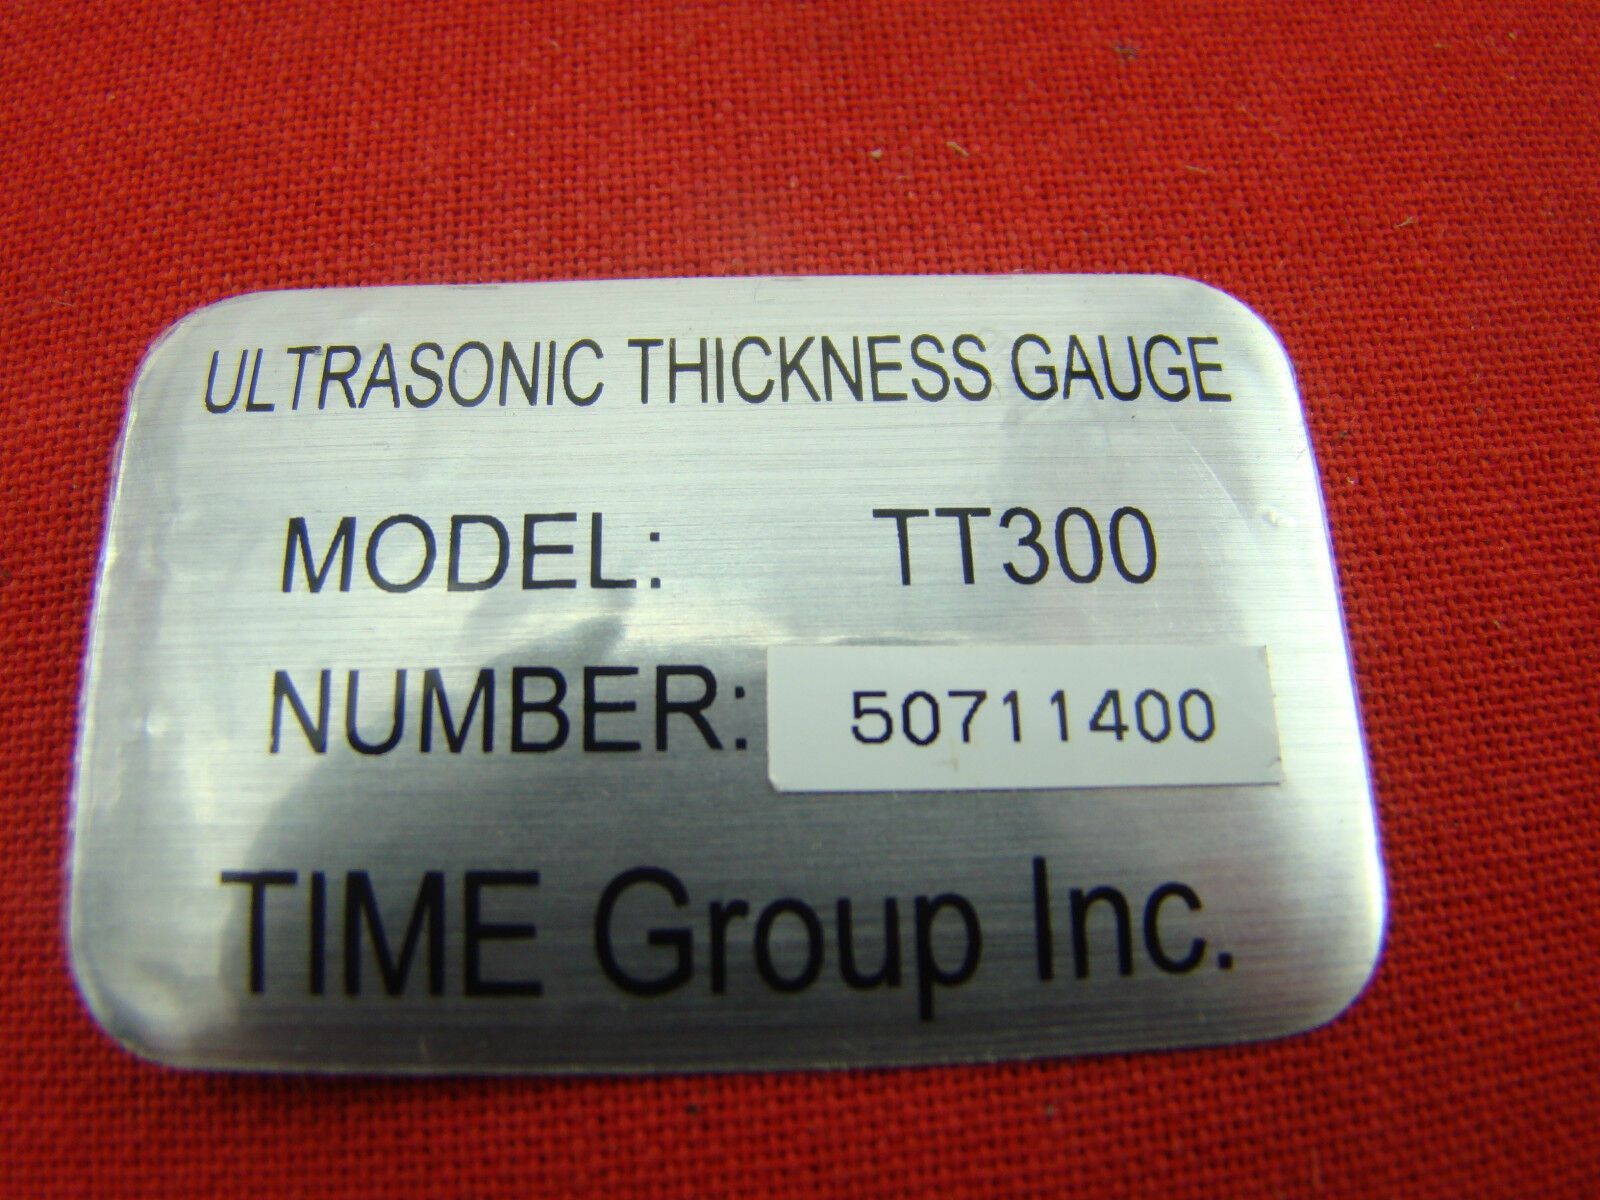 ULTRASONIC THICKNESS GAUGE
MODEL: TT300
NUMBER: 50711400
TIME Group Inc.